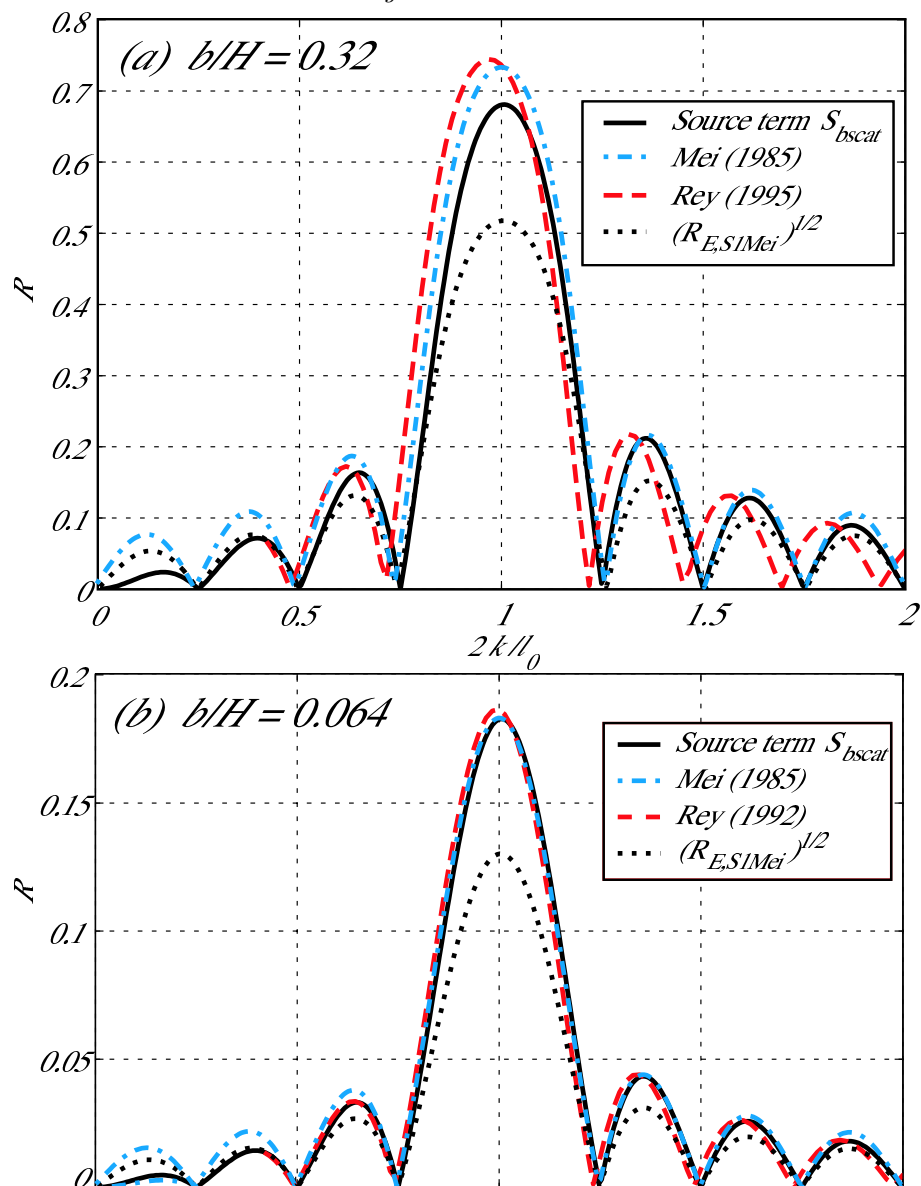 0.8
(a) b/H = 0.32
0.7
0.6
0.5
0.4
0.3
0.2
0.1
0
R
Source term S_bscat
Mei (1985)
Rey (1995)
(R_E,S1Mei)^1/2
0 0.5 1 1.5 2
2 k/l_0
0.2
(b) b/H = 0.064
0.15
0.1
0.05
0
R
Source term S_bscat
Mei (1985)
Rey (1992)
(R_E,S1Mei)^1/2